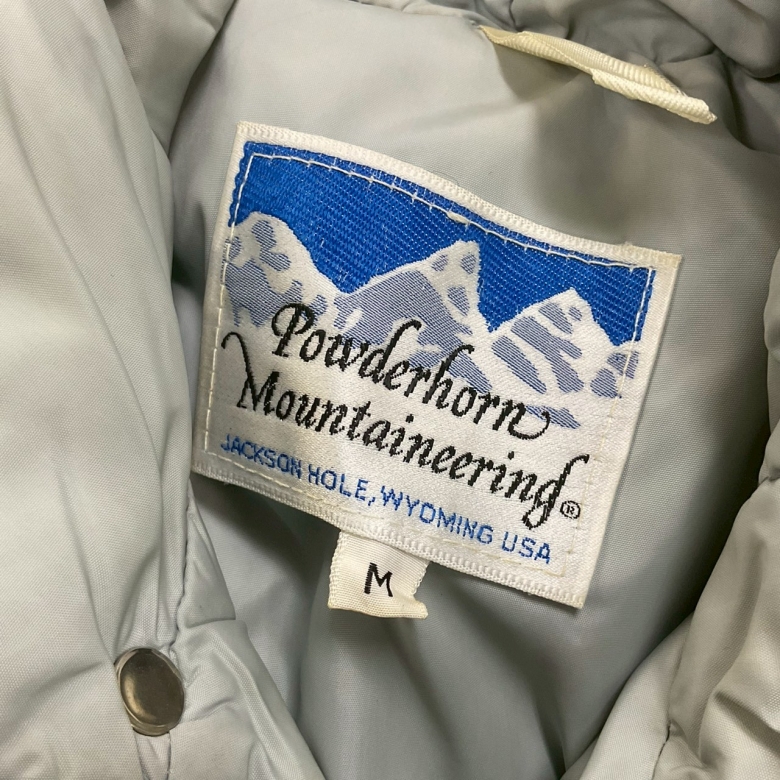 Powderhorn
Mountaineering®
JACKSON HOLE, WYOMING USA
M